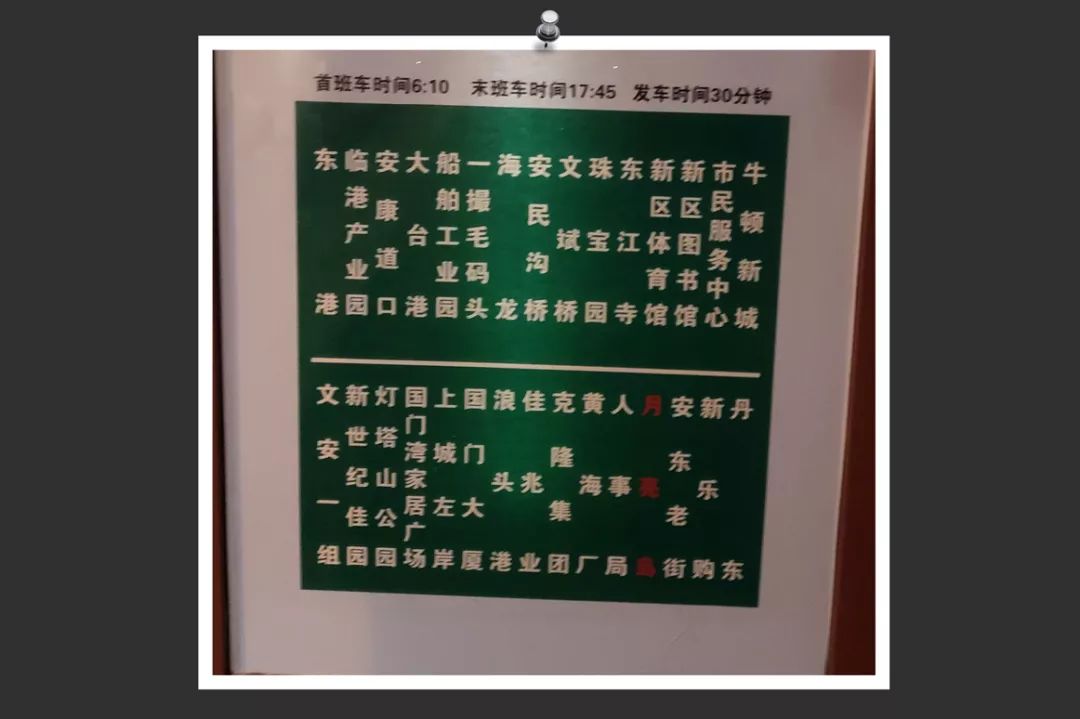 首班车时间6:10 末班车时间17:45 发车时间30分钟
东港
临港产业园
安康道口
大台港
船舶工业园
一撮毛码头
海龙
安民沟桥
文斌桥
珠宝园
东江寺
新区体育馆
新区图书馆
市民服务中心
牛顿新城
文安一组
新世纪佳园
灯塔山公园
国门湾家居广场
上城左岸
国门大厦
浪头港
佳兆业
克隆集团
黄海厂
人事局
月亮岛
安东老街
新乐购
丹东